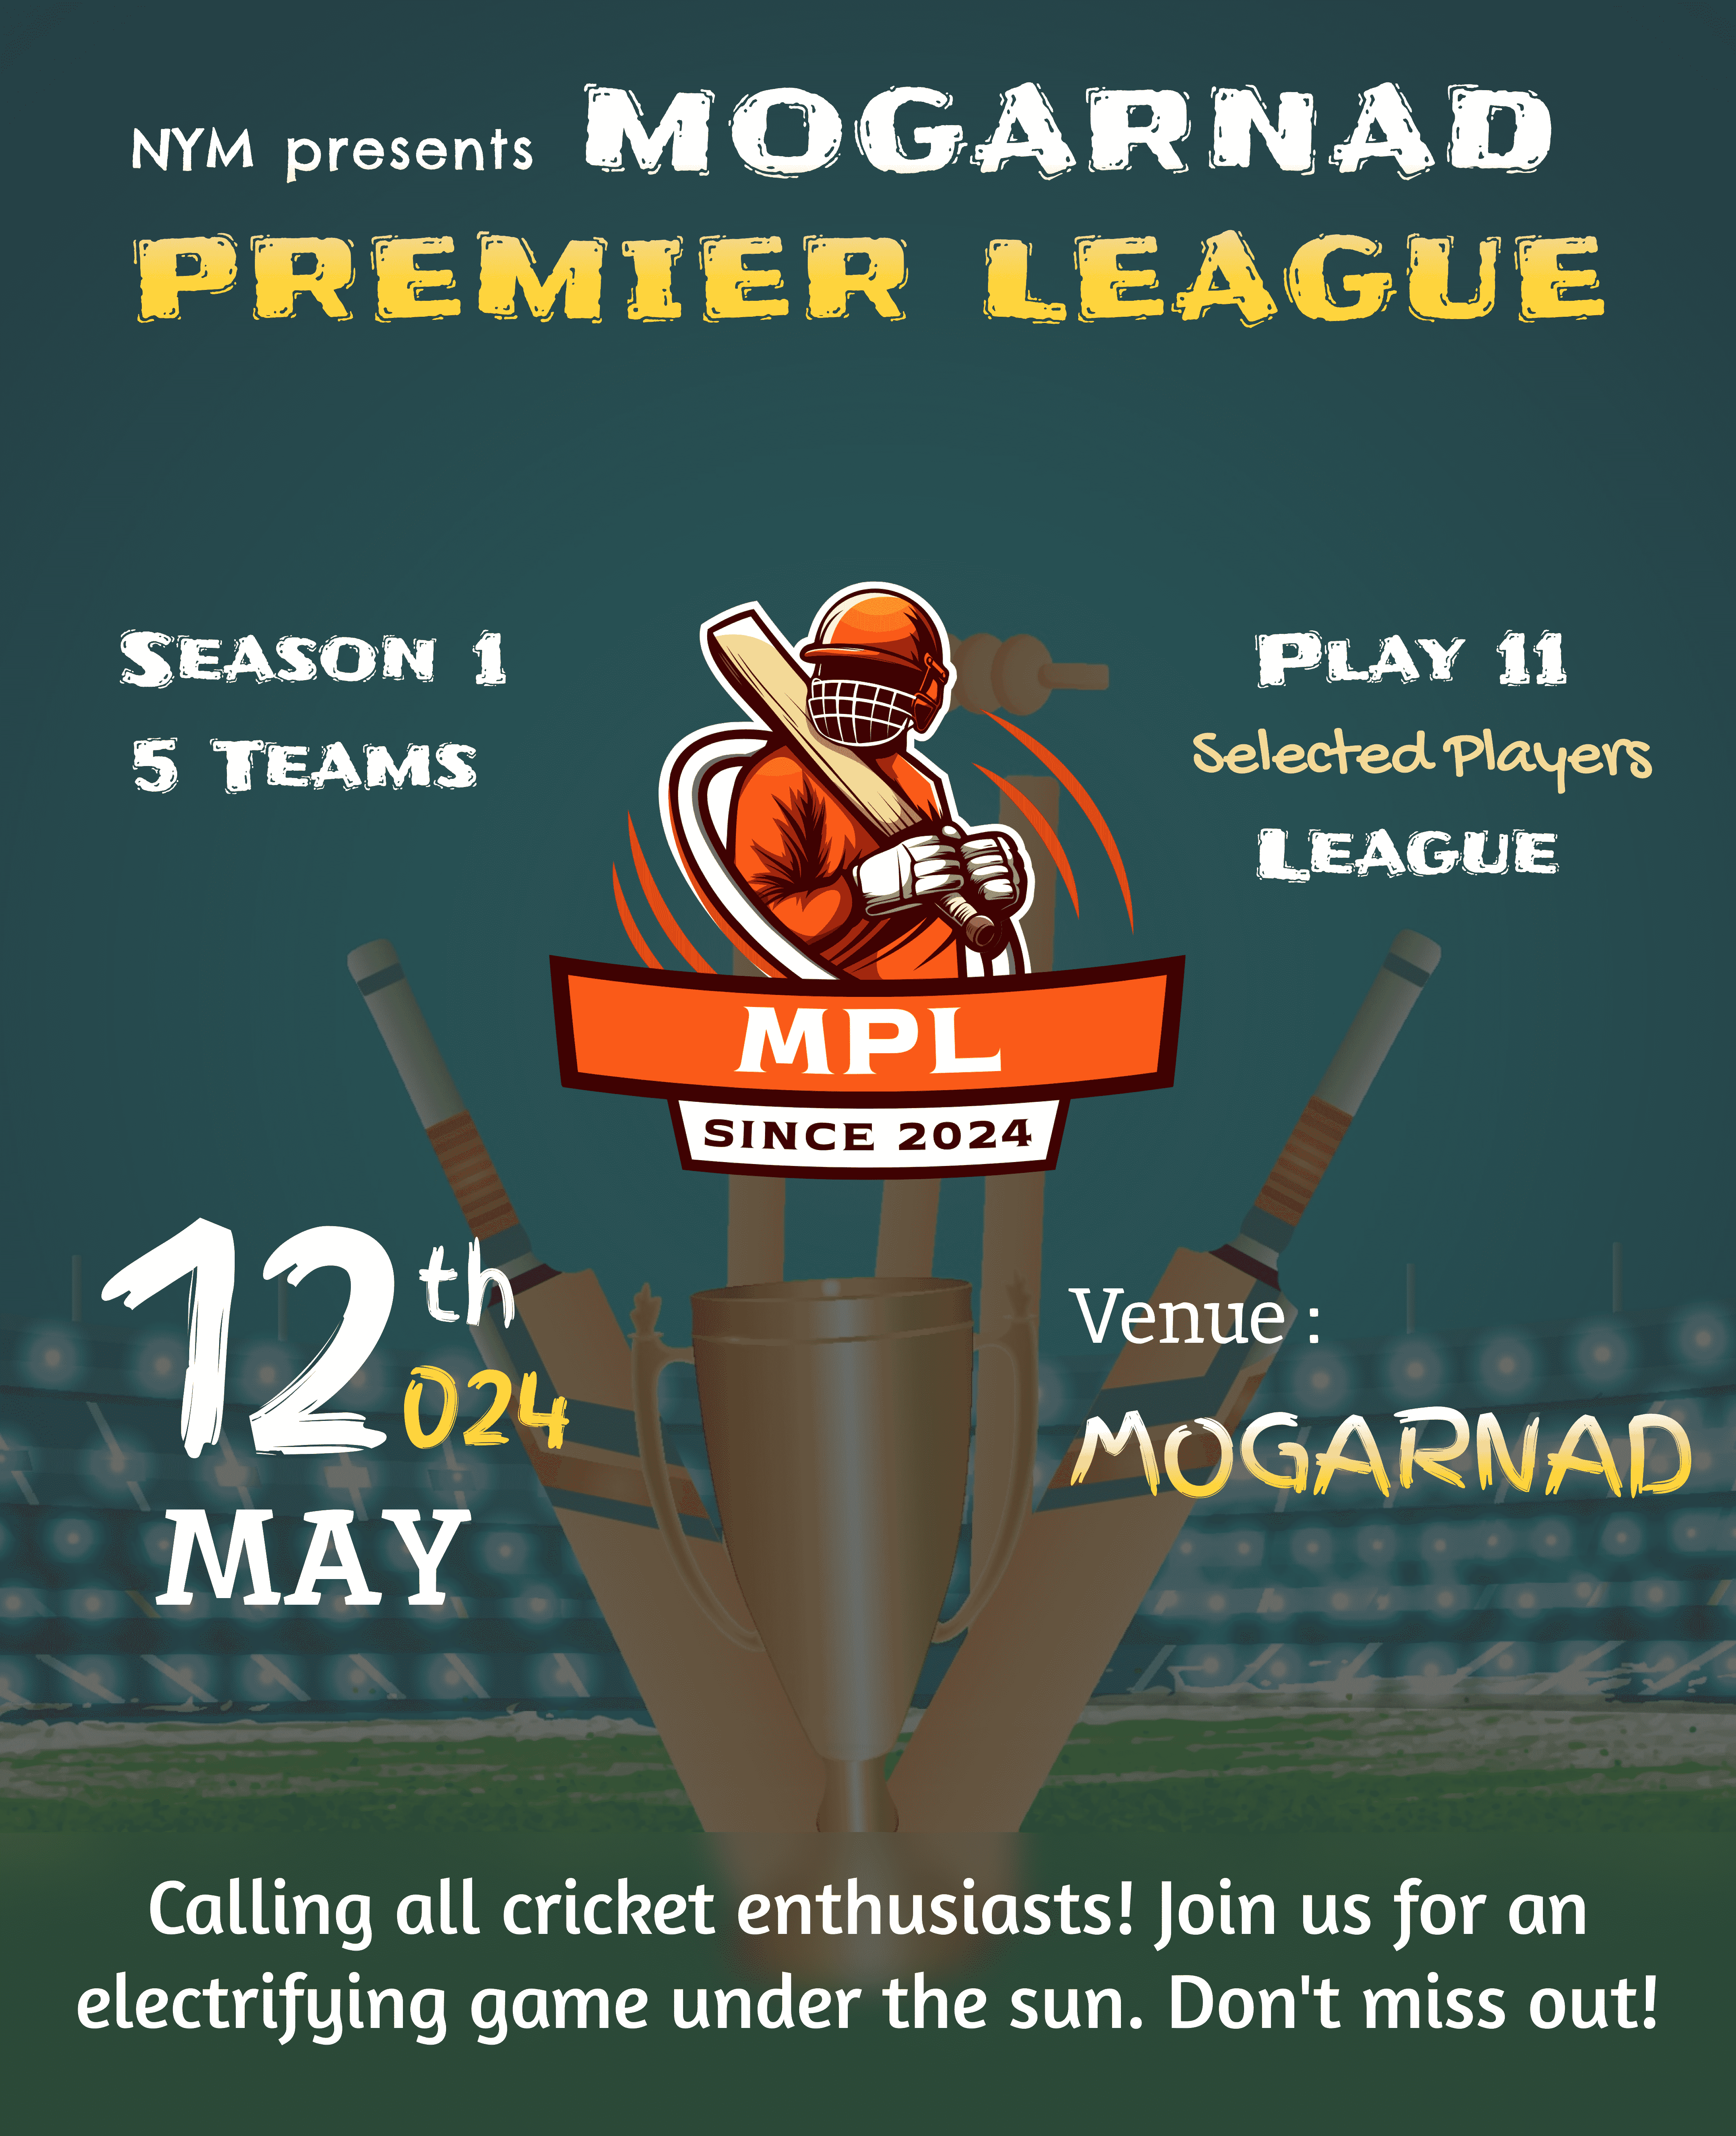 NYM presents MOGARNAD
PREMIER LEAGUE
SEASON 1
5 TEAMS
PLAY 11
Selected Players
LEAGUE
MPL
SINCE 2024
12th
024
MAY
Venue :
MOGARNAD
Calling all cricket enthusiasts! Join us for an
electrifying game under the sun. Don't miss out!